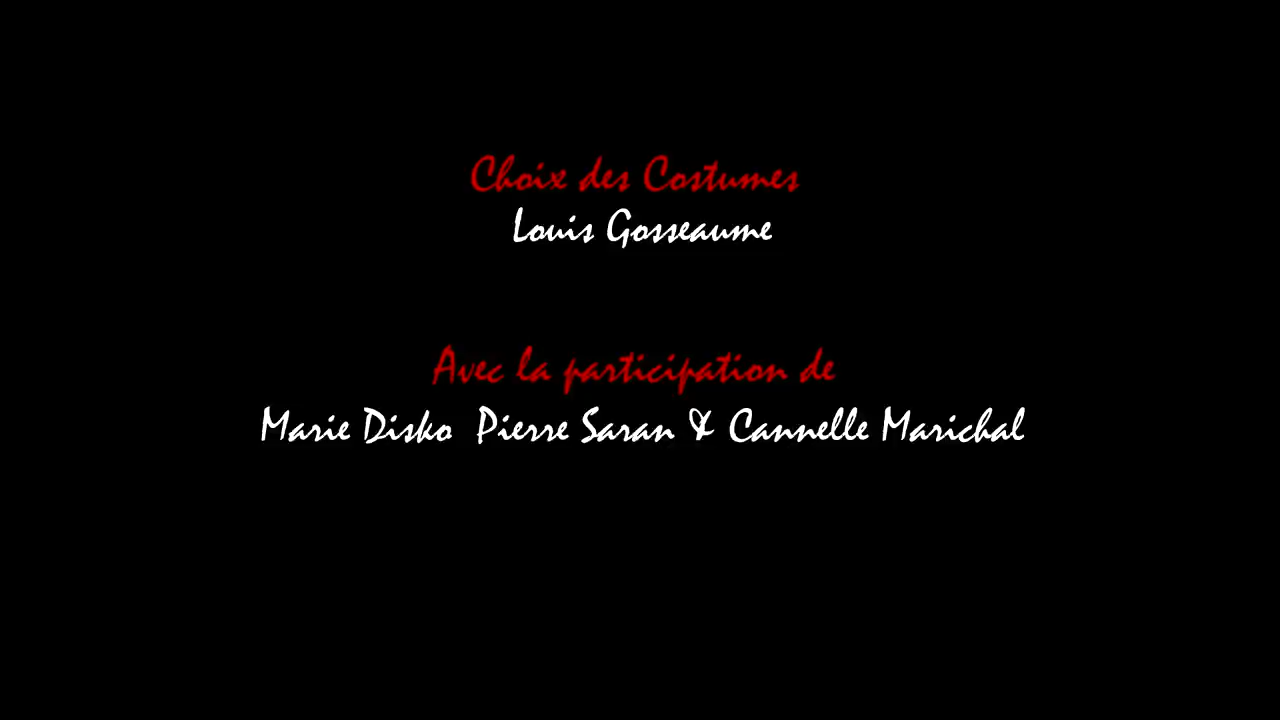 Choix des Costumes
Louis Gosseaume
Avec la participation de
Marie Disko Pierre Saran & Cannelle Marichal